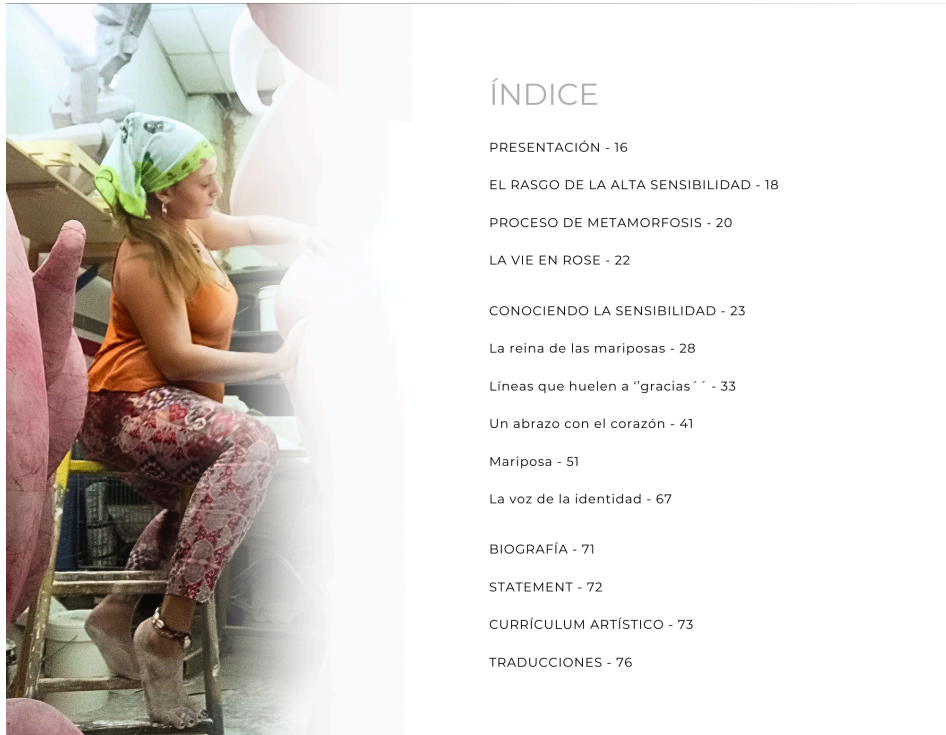 ÍNDICE
PRESENTACIÓN - 16
EL RASGO DE LA ALTA SENSIBILIDAD - 18
PROCESO DE METAMORFOSIS - 20
LA VIE EN ROSE - 22
CONOCIENDO LA SENSIBILIDAD - 23
La reina de las mariposas - 28
Líneas que huelen a ‘’gracias´´ - 33
Un abrazo con el corazón - 41
Mariposa - 51
La voz de la identidad - 67
BIOGRAFÍA - 71
STATEMENT - 72
CURRÍCULUM ARTÍSTICO - 73
TRADUCCIONES - 76